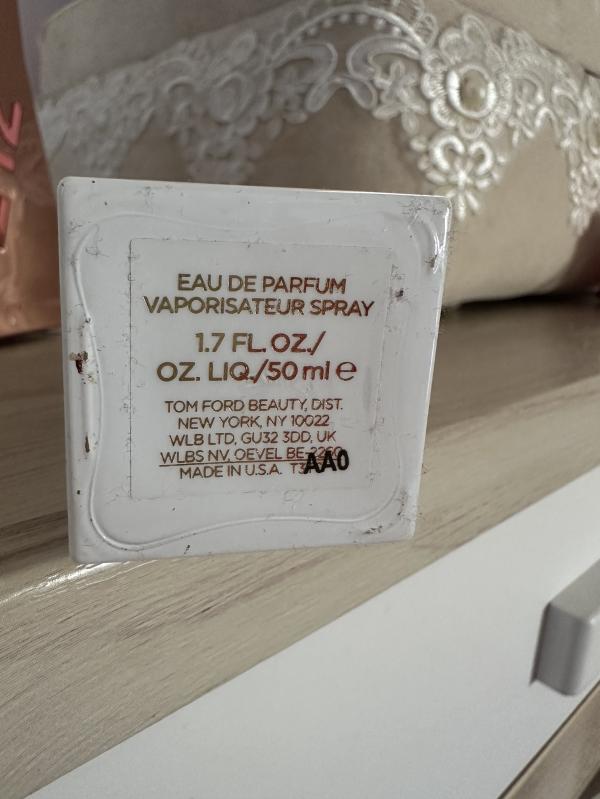 EAU DE PARFUM
VAPORISATEUR SPRAY
1.7 FL. OZ./
OZ. LIQ./50 ml e
TOM FORD BEAUTY, DIST.
NEW YORK, NY 10022
WLB LTD, GU32 3DD, UK
WLBS NV, OEVEL BE-2260
MADE IN U.S.A.
AA0